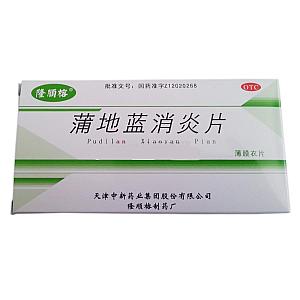 隆顺榕®
批准文号：国药准字Z12020268
OTC
蒲地蓝消炎片
Pudilan Xiaoyan Pian
薄膜衣片
天津中新药业集团股份有限公司
隆顺榕制药厂